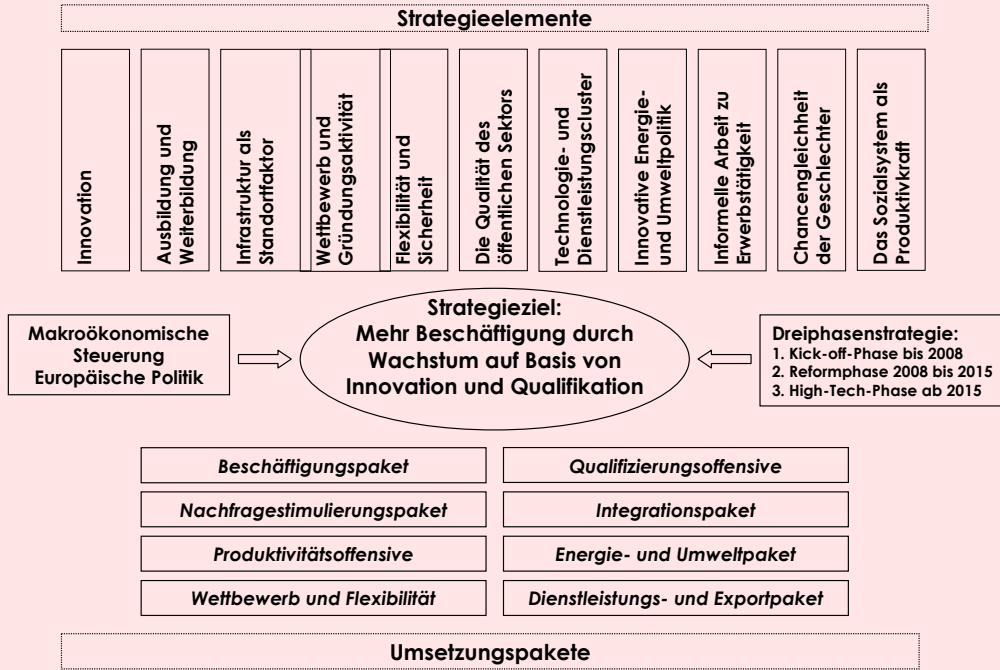 Strategieelemente
Innovation
Ausbildung und
Weiterbildung
Infrastruktur als
Standortfaktor
Wettbewerb und
Gründungsaktivität
Flexibilität und
Sicherheit
Die Qualität des
öffentlichen Sektors
Technologie- und
Dienstleistungscluster
Innovative Energie-
und Umweltpolitik
Informelle Arbeit zu
Erwerbstätigkeit
Chancengleichheit
der Geschlechter
Das Sozialsystem als
Produktivkraft
Makroökonomische
Steuerung
Europäische Politik
Strategieziel:
Mehr Beschäftigung durch
Wachstum auf Basis von
Innovation und Qualifikation
Dreiphasenstrategie:
1. Kick-off-Phase bis 2008
2. Reformphase 2008 bis 2015
3. High-Tech-Phase ab 2015
Beschäftigungspaket
Qualifizierungsoffensive
Nachfragestimulierungspaket
Integrationspaket
Produktivitätsoffensive
Energie- und Umweltpaket
Wettbewerb und Flexibilität
Dienstleistungs- und Exportpaket
Umsetzungspakete